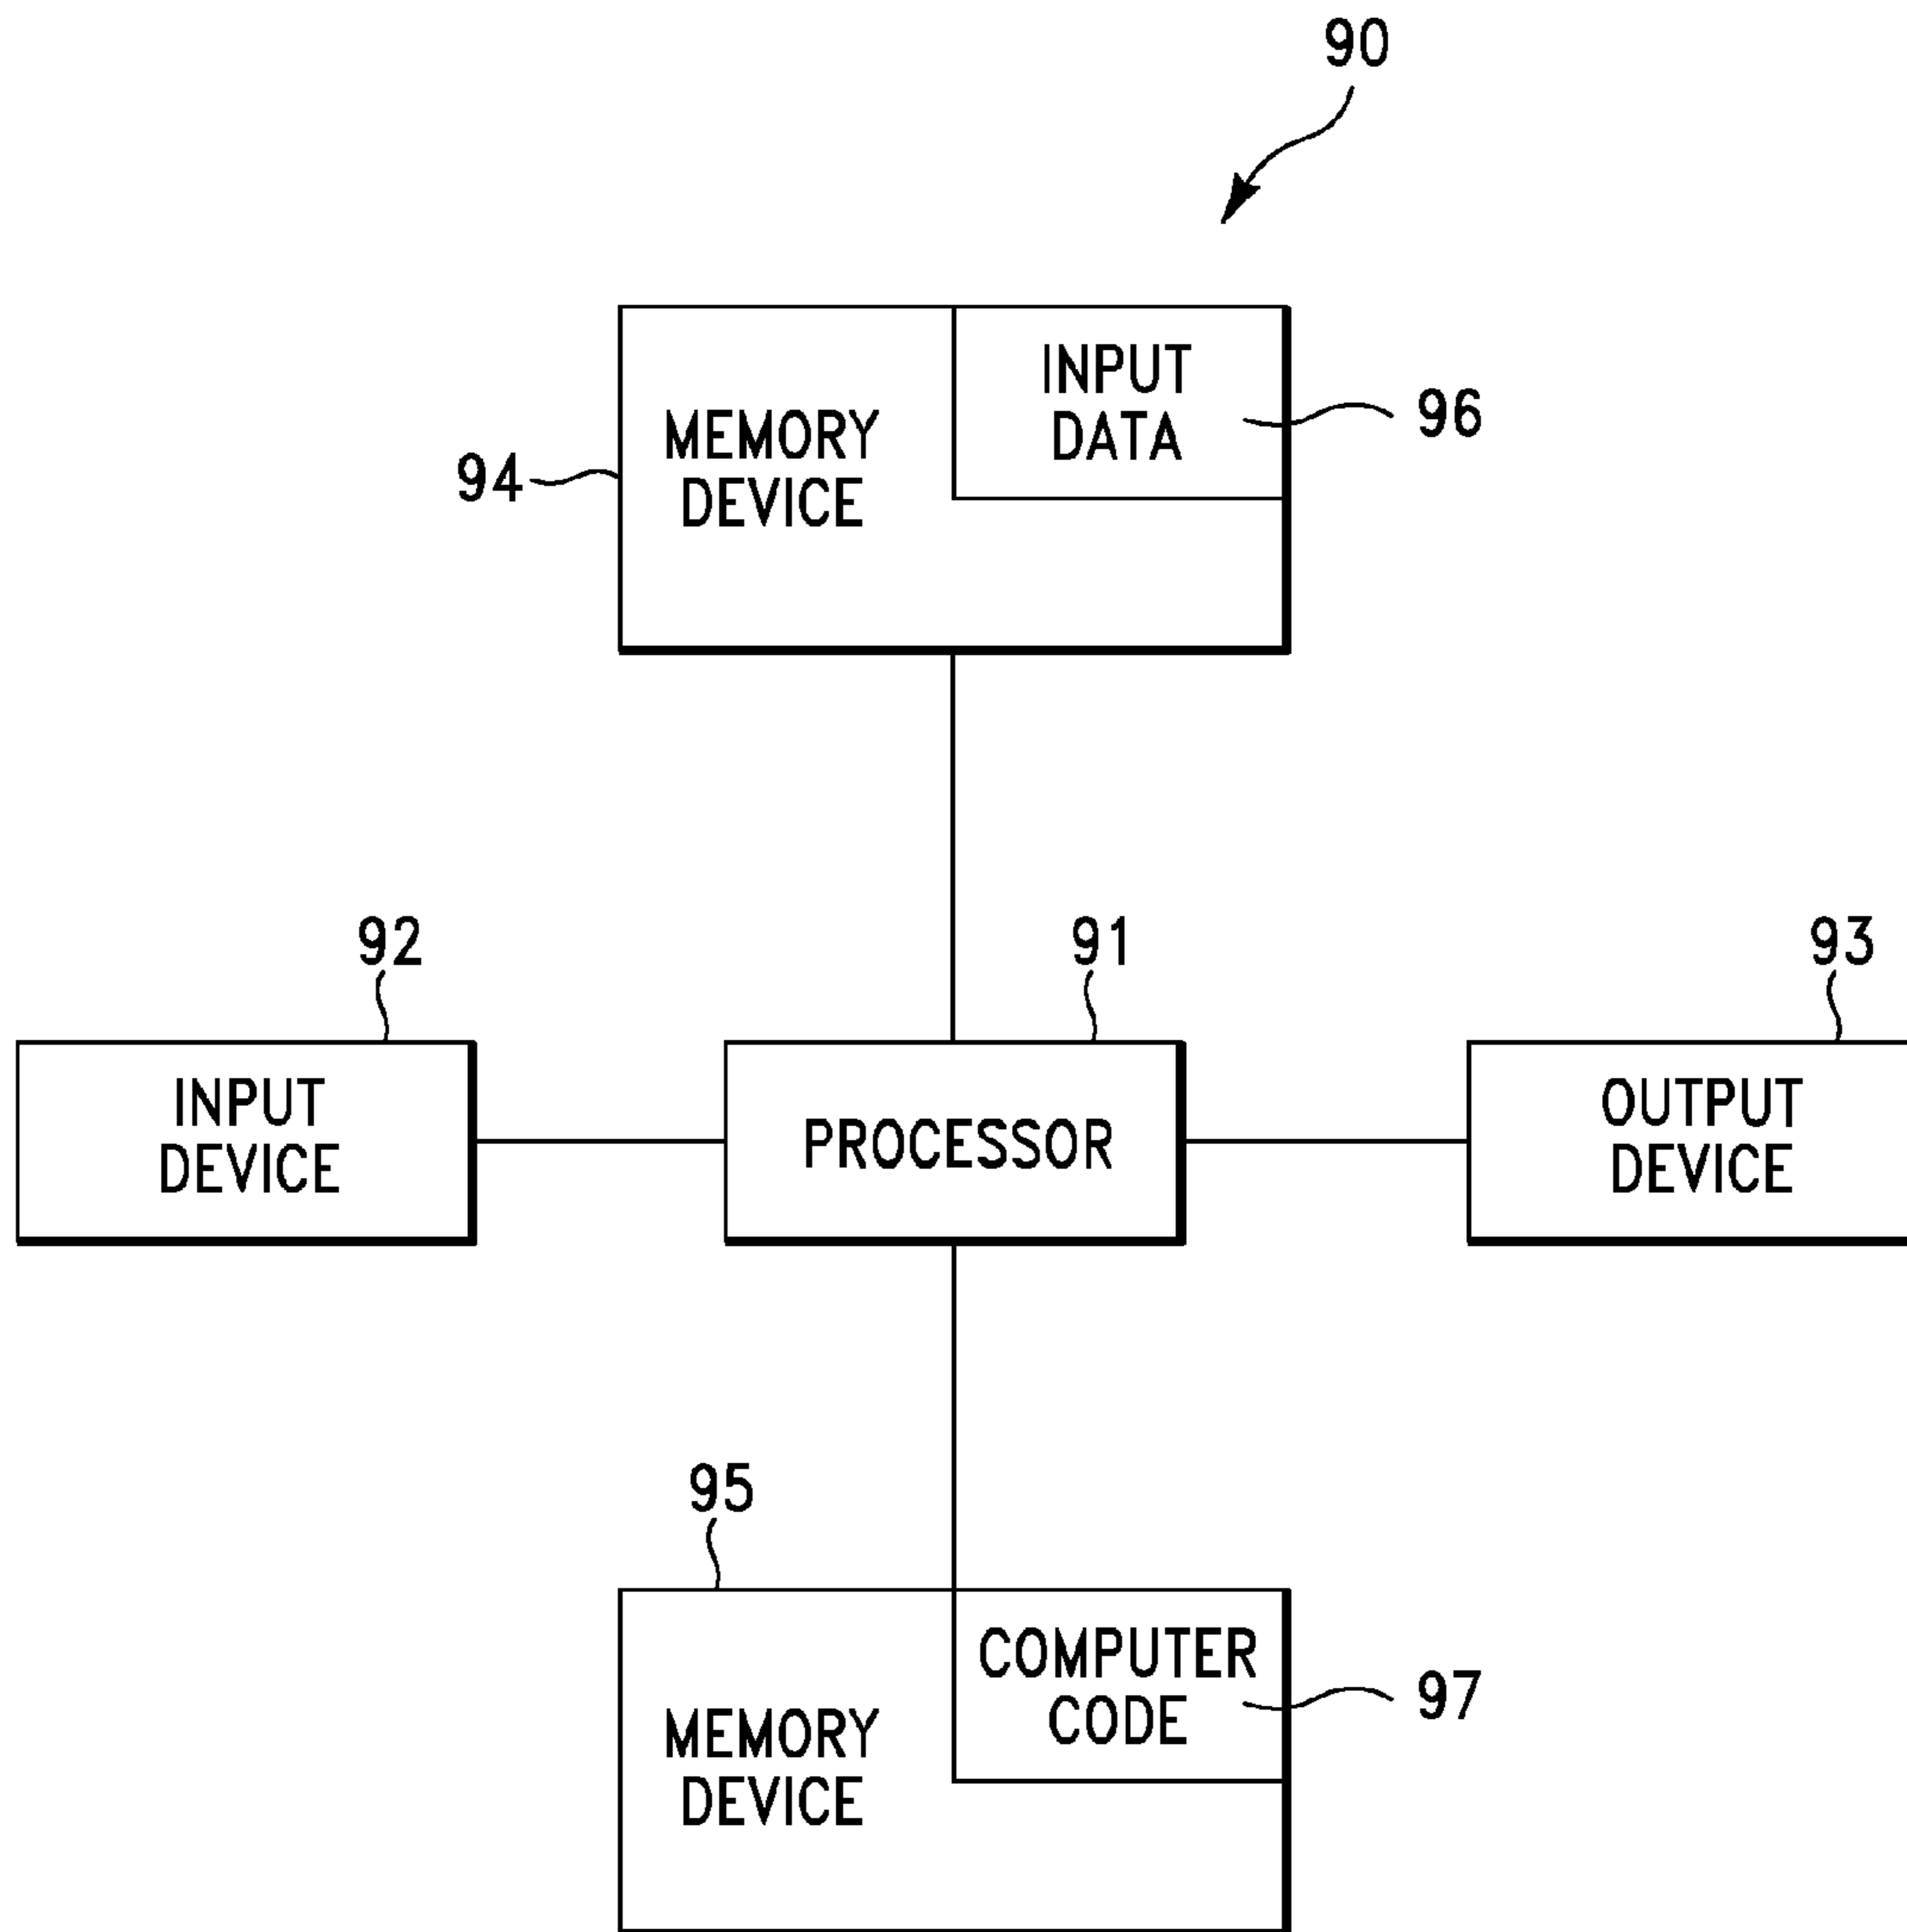 90
INPUT
DATA
96
MEMORY
DEVICE
94
92
91
93
INPUT
DEVICE
PROCESSOR
OUTPUT
DEVICE
95
COMPUTER
CODE
97
MEMORY
DEVICE